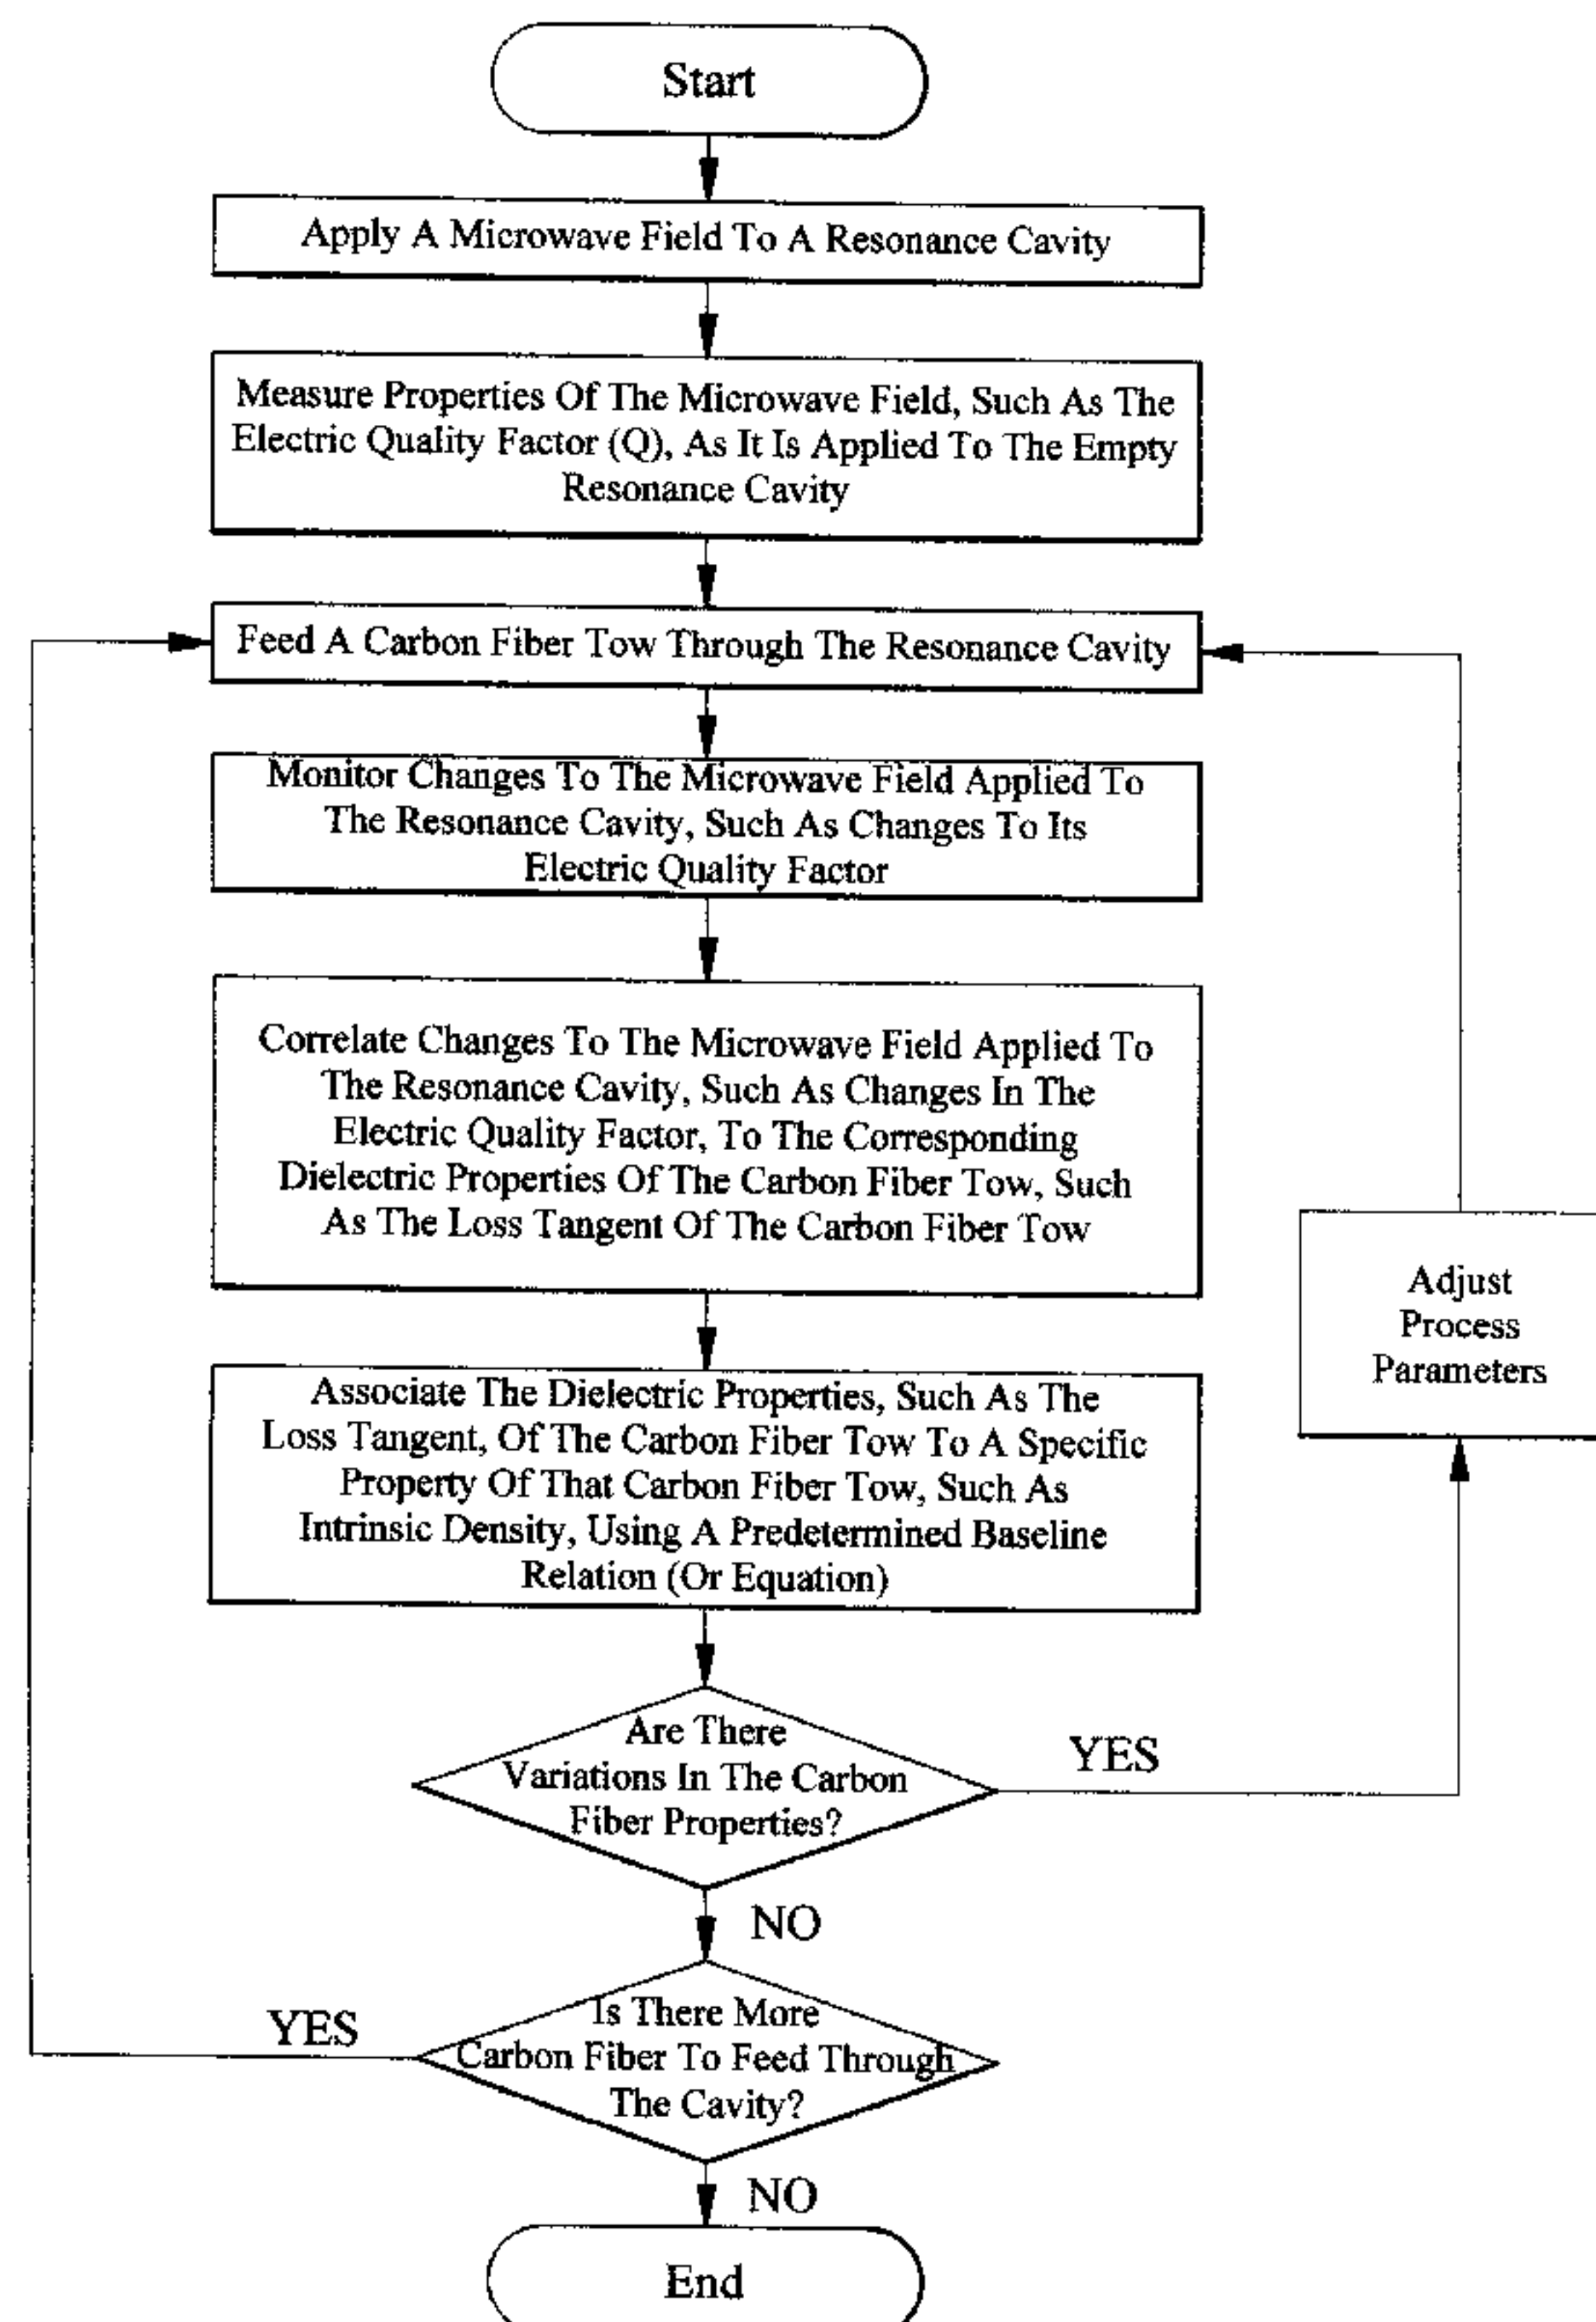 Start
Apply A Microwave Field To A Resonance Cavity
Measure Properties Of The Microwave Field, Such As The
Electric Quality Factor (Q), As It Is Applied To The Empty
Resonance Cavity
Feed A Carbon Fiber Tow Through The Resonance Cavity
Monitor Changes To The Microwave Field Applied To
The Resonance Cavity, Such As Changes To Its
Electric Quality Factor
Correlate Changes To The Microwave Field Applied To
The Resonance Cavity, Such As Changes In The
Electric Quality Factor, To The Corresponding
Dielectric Properties Of The Carbon Fiber Tow, Such
As The Loss Tangent Of The Carbon Fiber Tow
Adjust
Process
Parameters
Associate The Dielectric Properties, Such As The
Loss Tangent, Of The Carbon Fiber Tow To A Specific
Property Of That Carbon Fiber Tow, Such As
Intrinsic Density, Using A Predetermined Baseline
Relation (Or Equation)
Are There
Variations In The Carbon
Fiber Properties?
YES
NO
Is There More
Carbon Fiber To Feed Through
The Cavity?
YES
NO
End